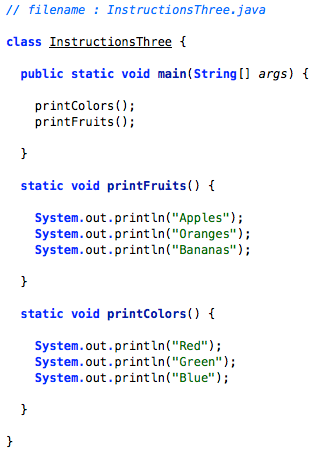 // filename : InstructionsThree.java
class InstructionsThree {
public static void main(String[] args) {
printColors();
printFruits();
}
static void printFruits() {
System.out.println("Apples");
System.out.println("Oranges");
System.out.println("Bananas");
}
static void printColors() {
System.out.println("Red");
System.out.println("Green");
System.out.println("Blue");
}
}